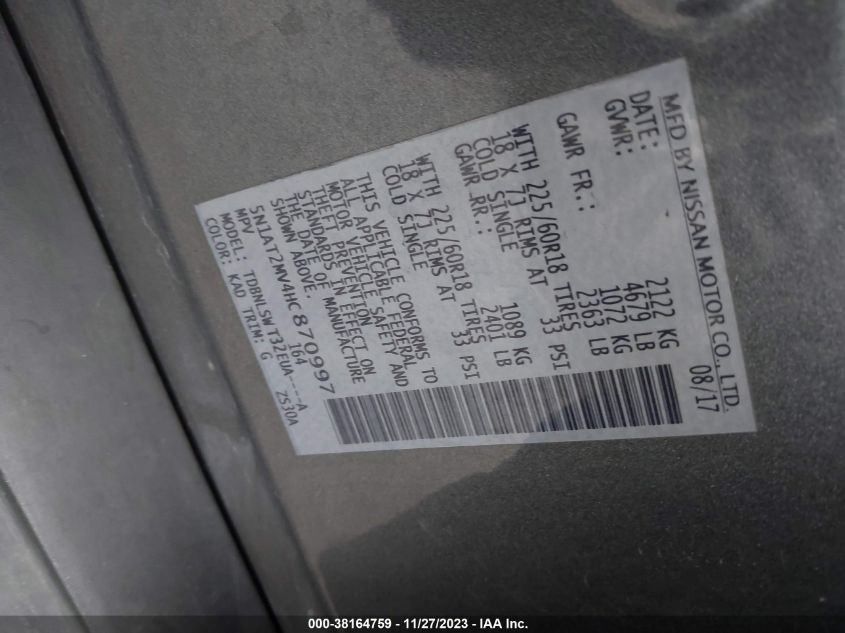 MFD BY NISSAN MOTOR CO., LTD.
DATE: 08/17
GVWR: 2122 KG
4679 LB
GAWR FR.: 1072 KG
2363 LB
WITH 225/60R18 TIRES
18 X 7J RIMS AT 33 PSI
COLD SINGLE
GAWR RR.: 1089 KG
2401 LB
WITH 225/60R18 TIRES
18 X 7J RIMS AT 33 PSI
COLD SINGLE
THIS VEHICLE CONFORMS TO
ALL APPLICABLE FEDERAL
MOTOR VEHICLE SAFETY AND
THEFT PREVENTION
STANDARDS IN EFFECT ON
THE DATE OF MANUFACTURE
SHOWN ABOVE.
5N1AT2MV4HC870997
MPV 164
MODEL: TDBNLSWT32EUA----A
COLOR: KAD TRIM: G ZS30A
000-38164759 - 11/27/2023 - IAA Inc.